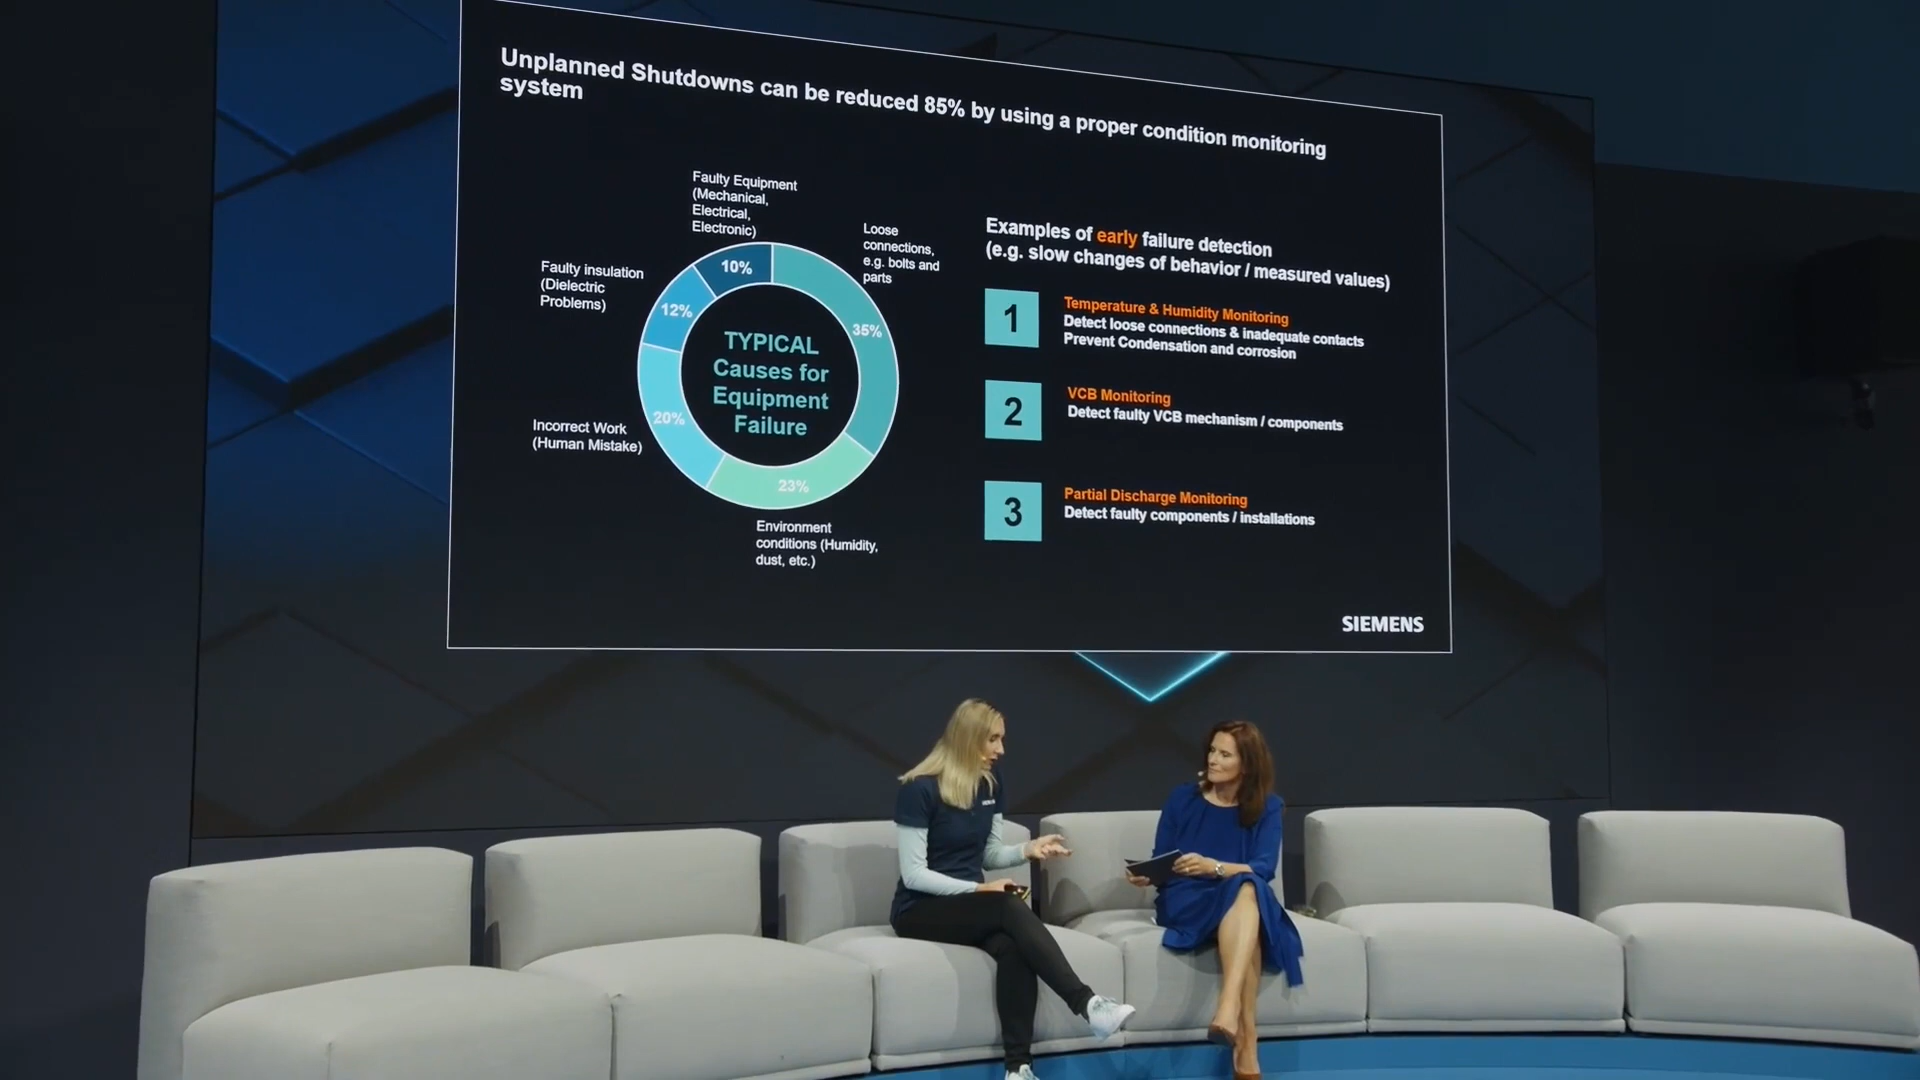 Unplanned Shutdowns can be reduced 85% by using a proper condition monitoring
system
Faulty Equipment
(Mechanical,
Electrical,
Electronic)
Loose
connections,
e.g. bolts and
parts
Faulty insulation
(Dielectric
Problems)
Incorrect Work
(Human Mistake)
Environment
conditions (Humidity,
dust, etc.)
10%
12%
35%
20%
23%
TYPICAL
Causes for
Equipment
Failure
Examples of early failure detection
(e.g. slow changes of behavior / measured values)
1
Temperature & Humidity Monitoring
Detect loose connections & inadequate contacts
Prevent Condensation and corrosion
2
VCB Monitoring
Detect faulty VCB mechanism / components
3
Partial Discharge Monitoring
Detect faulty components / installations
SIEMENS